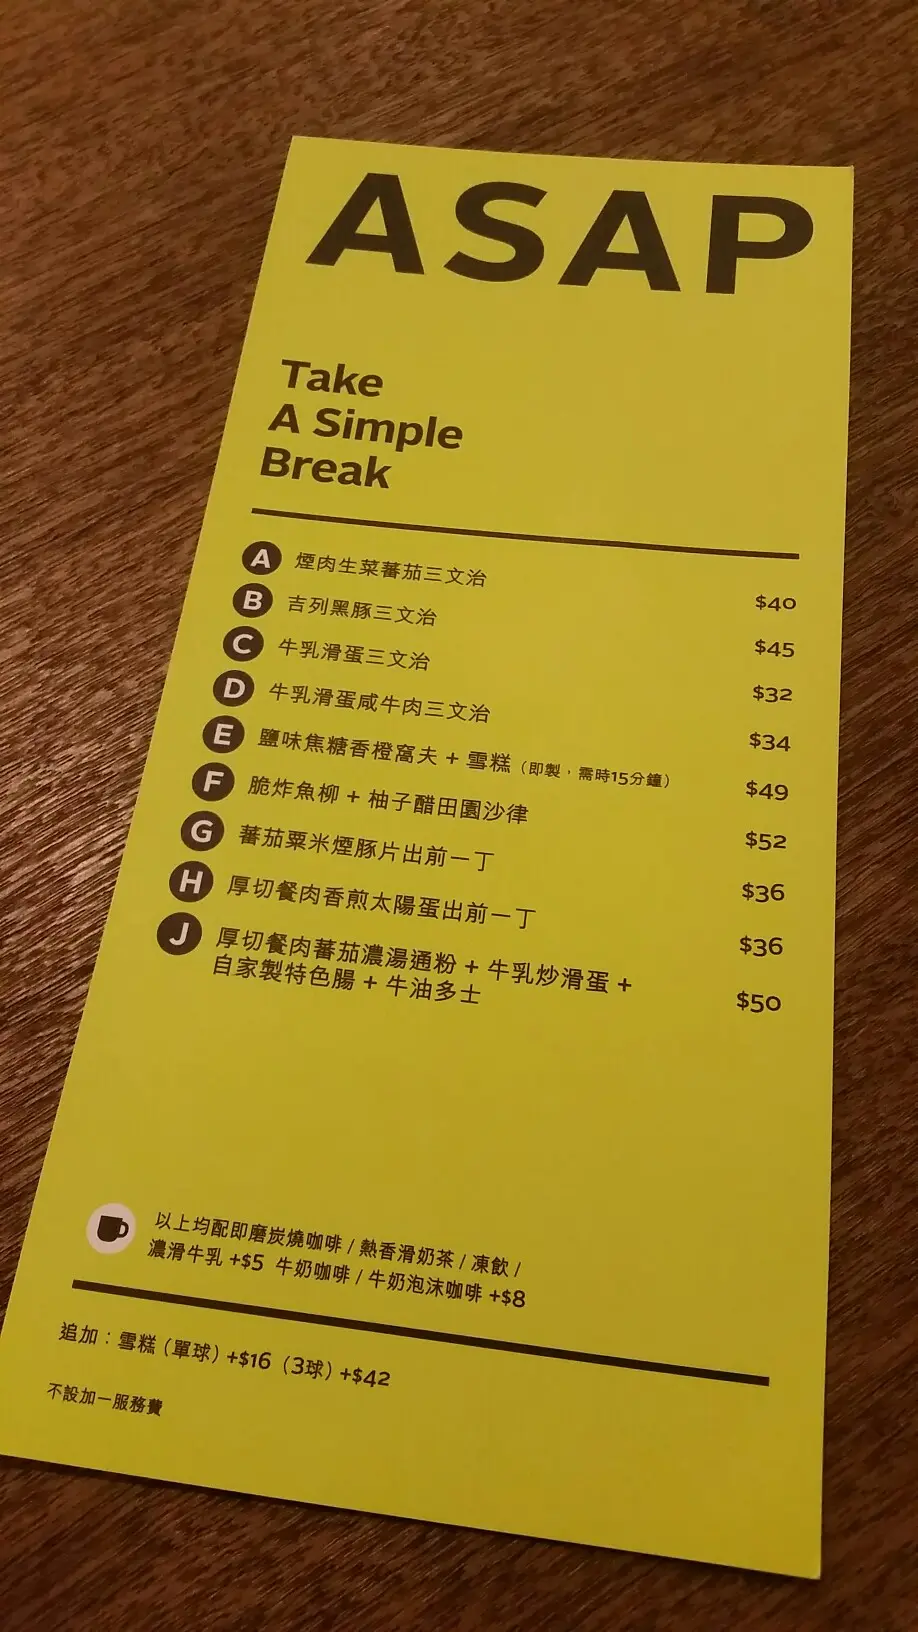 ASAP
Take
A Simple
Break
A 煙肉生菜蕃茄三文治 $40
B 吉列黑豚三文治 $45
C 牛乳滑蛋三文治 $32
D 牛乳滑蛋咸牛肉三文治 $34
E 鹽味焦糖香橙窩夫 + 雪糕 (即製，需時15分鐘) $49
F 脆炸魚柳 + 柚子醋田園沙律 $52
G 蕃茄粟米煙豚片出前一丁 $36
H 厚切餐肉香煎太陽蛋出前一丁 $36
J 厚切餐肉蕃茄濃湯通粉 + 牛乳炒滑蛋 +
自家製特色腸 + 牛油多士 $50
以上均配即磨炭燒咖啡 / 熱香滑奶茶 / 凍飲 /
濃滑牛乳 +$5 牛奶咖啡 / 牛奶泡沫咖啡 +$8
追加：雪糕 (單球) +$16 (3球) +$42
不設加一服務費